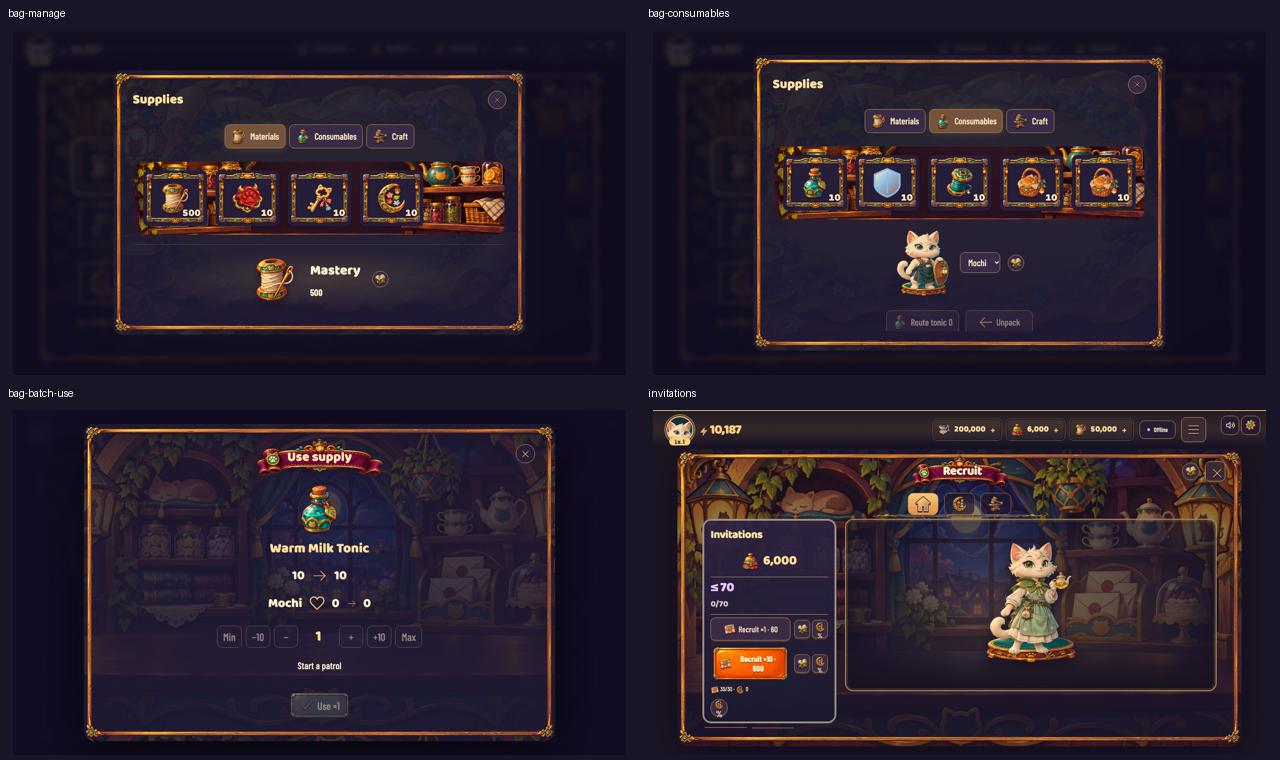 bag-manage
Supplies
Materials
Consumables
Craft
500
10
10
10
Mastery
500
bag-consumables
Supplies
Materials
Consumables
Craft
10
10
10
10
10
Mochi
Route tonic 0
Unpack
bag-batch-use
Use supply
Warm Milk Tonic
10 → 10
Mochi ♡ 0 → 0
Min
−10
−
1
+
+10
Max
Start a patrol
Use ×1
invitations
Lv. 1
10,187
200,000 +
6,000 +
50,000 +
Offline
Recruit
Invitations
6,000
≤ 70
0/70
Recruit ×1 · 60
%
Recruit ×10 · 600
%
0
%